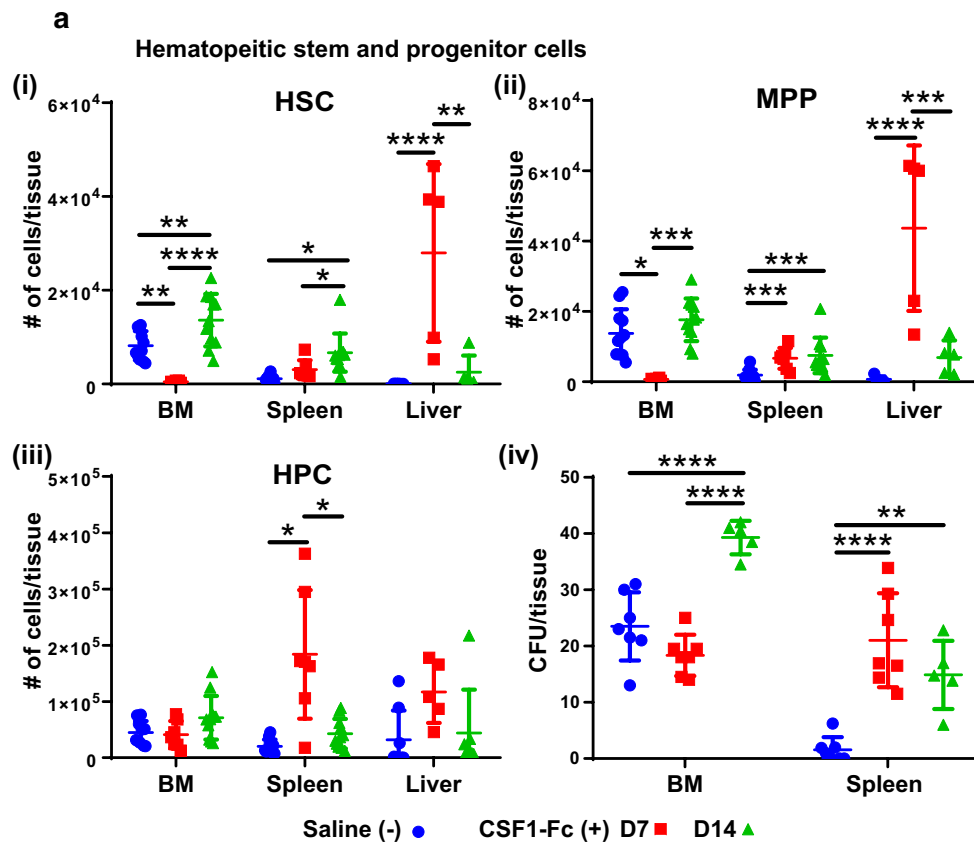 a
Hematopeitic stem and progenitor cells
(i)
HSC
# of cells/tissue
6×10⁴
4×10⁴
2×10⁴
0
**
****
**
*
*
****
**
BM
Spleen
Liver
(ii)
MPP
# of cells/tissue
8×10⁴
6×10⁴
4×10⁴
2×10⁴
0
*
***
***
***
****
***
BM
Spleen
Liver
(iii)
HPC
# of cells/tissue
5×10⁵
4×10⁵
3×10⁵
2×10⁵
1×10⁵
0
*
*
BM
Spleen
Liver
(iv)
CFU/tissue
50
40
30
20
10
0
****
****
**
****
BM
Spleen
Saline (-) CSF1-Fc (+) D7 D14